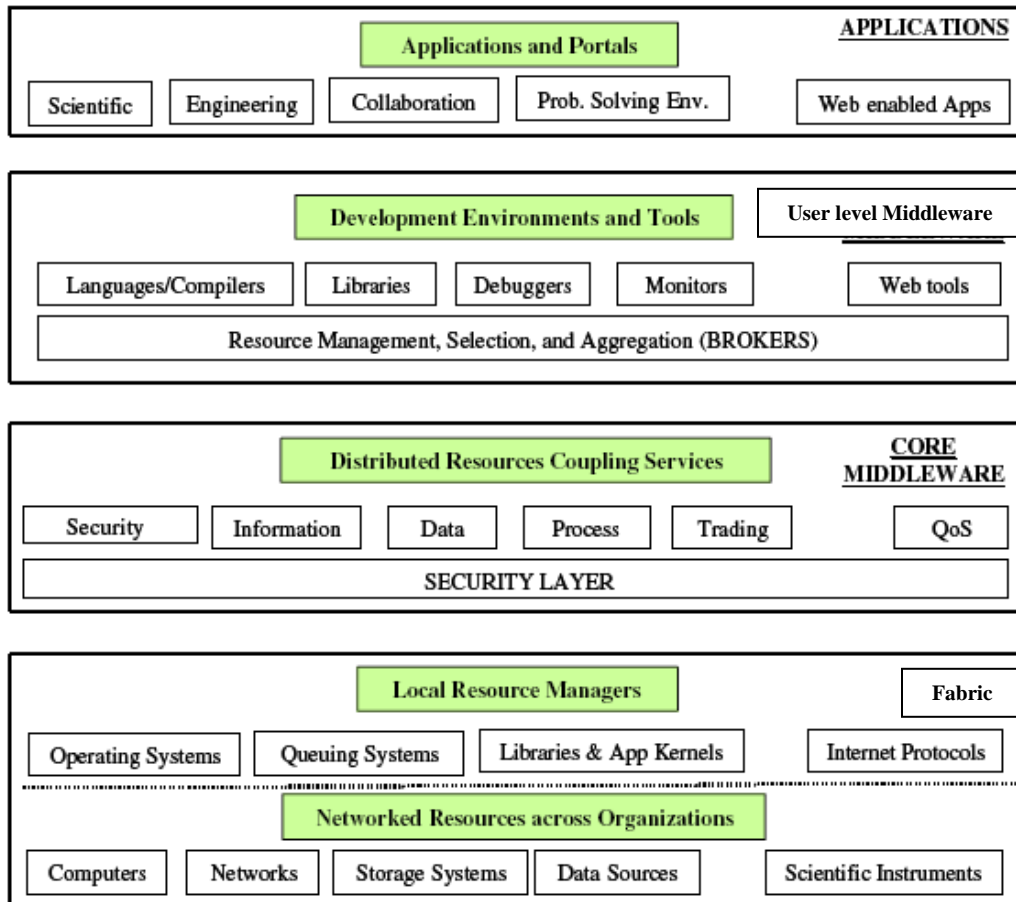 APPLICATIONS
Applications and Portals
Scientific Engineering Collaboration Prob. Solving Env. Web enabled Apps
Development Environments and Tools User level Middleware
Languages/Compilers Libraries Debuggers Monitors Web tools
Resource Management, Selection, and Aggregation (BROKERS)
Distributed Resources Coupling Services
CORE
MIDDLEWARE
Security Information Data Process Trading QoS
SECURITY LAYER
Local Resource Managers Fabric
Operating Systems Queuing Systems Libraries & App Kernels Internet Protocols
Networked Resources across Organizations
Computers Networks Storage Systems Data Sources Scientific Instruments